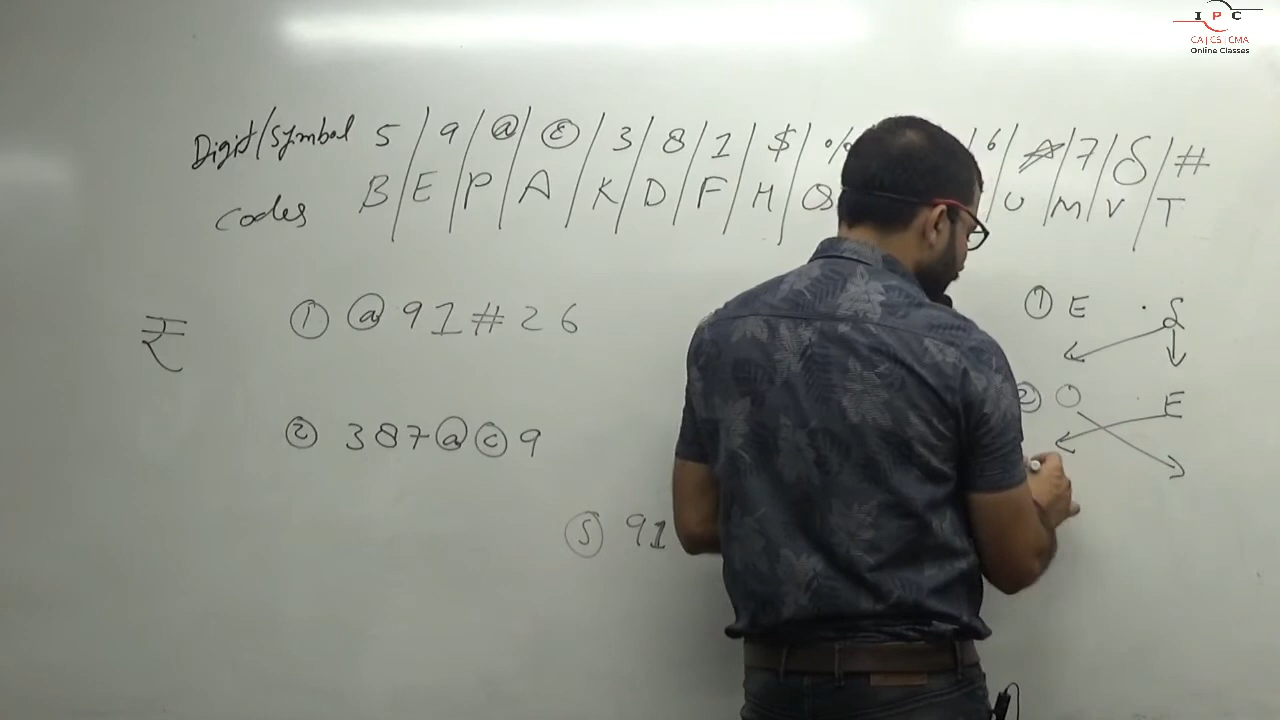 I P C
CA|CS|CMA
Online Classes
Digit/Symbol 5 9 @ © 3 8 1 $ % 6 ☆ 7 δ #
Codes B E P A K D F H Q U M V T
① @ 9 1 # 2 6
① E S
₹
② O E
② 3 8 7 @ © 9
⑤ 9 1